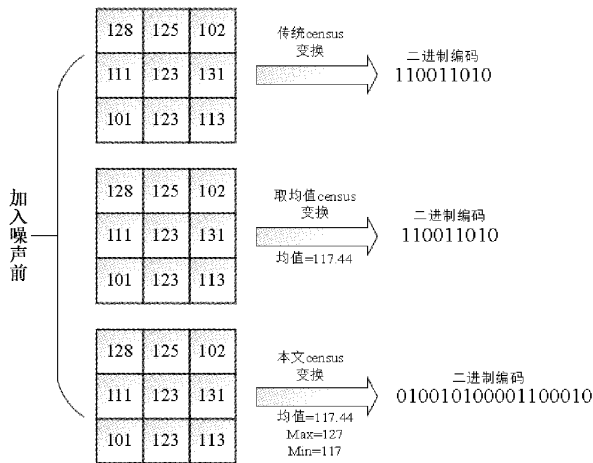 128 125 102
111 123 131
101 123 113
传统census
变换
二进制编码
110011010
加入噪声前
128 125 102
111 123 131
101 123 113
取均值census
变换
均值=117.44
二进制编码
110011010
128 125 102
111 123 131
101 123 113
本文census
变换
均值=117.44
Max=127
Min=117
二进制编码
010010100001100010